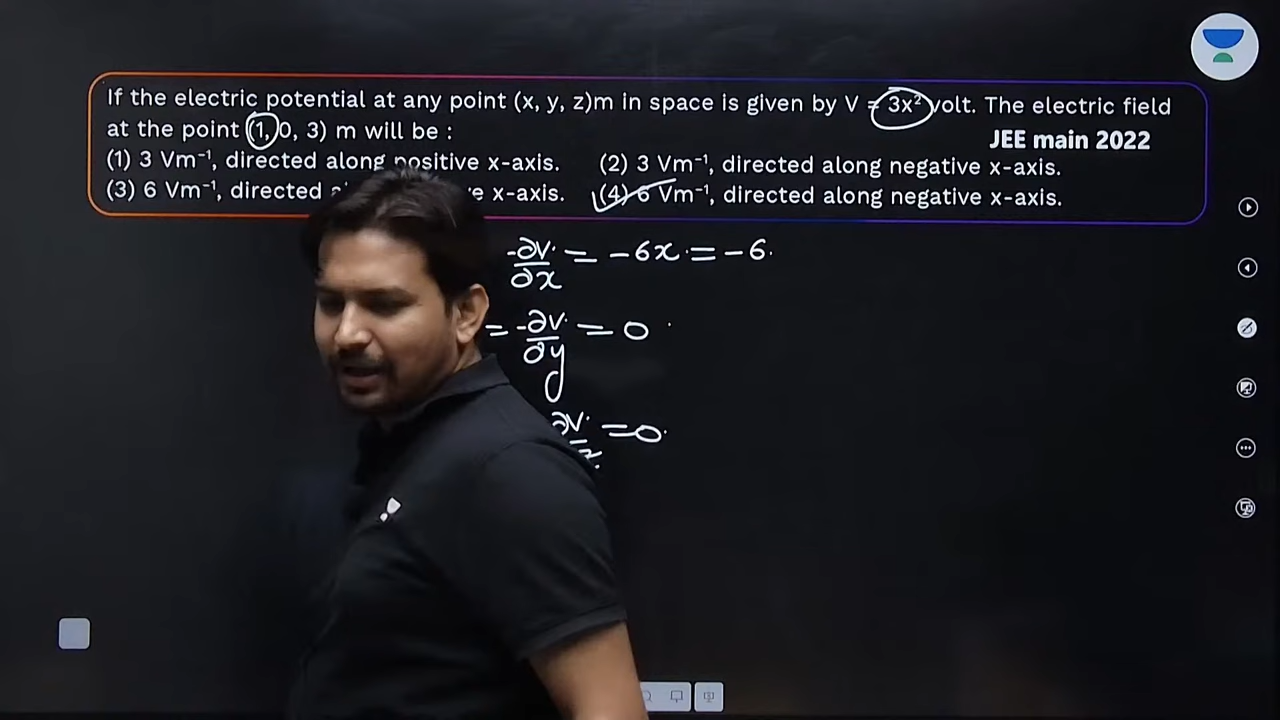 If the electric potential at any point (x, y, z)m in space is given by V = 3x² volt. The electric field
at the point (1, 0, 3) m will be :
JEE main 2022
(1) 3 Vm⁻¹, directed along positive x-axis. (2) 3 Vm⁻¹, directed along negative x-axis.
(3) 6 Vm⁻¹, directed x-axis. (4) 6 Vm⁻¹, directed along negative x-axis.
-∂V/∂x = -6x = -6
= -∂V/∂y = 0
∂V = 0